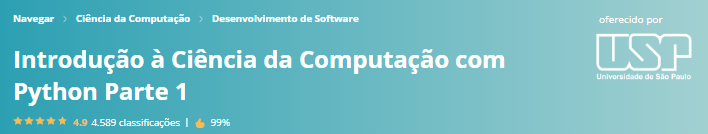 Navegar > Ciência da Computação > Desenvolvimento de Software
oferecido por
USP
Universidade de São Paulo
Introdução à Ciência da Computação com
Python Parte 1
4.9 4.589 classificações | 99%